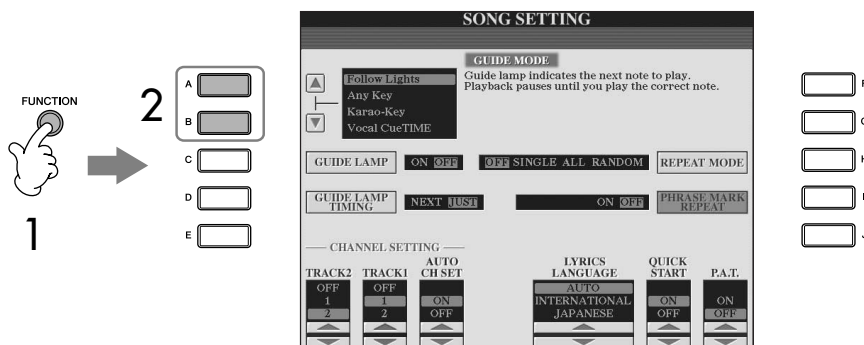 SONG SETTING
GUIDE MODE
Follow Lights
Any Key
Karao-Key
Vocal CueTIME
Guide lamp indicates the next note to play.
Playback pauses until you play the correct note.
FUNCTION
1
2
A
B
C
D
E
GUIDE LAMP ON OFF OFF SINGLE ALL RANDOM REPEAT MODE
GUIDE LAMP TIMING NEXT JUST ON OFF PHRASE MARK REPEAT
CHANNEL SETTING
TRACK2 TRACK1 AUTO CH SET LYRICS LANGUAGE QUICK START P.A.T.
OFF OFF AUTO
1 1 ON INTERNATIONAL ON ON
2 2 OFF JAPANESE OFF OFF